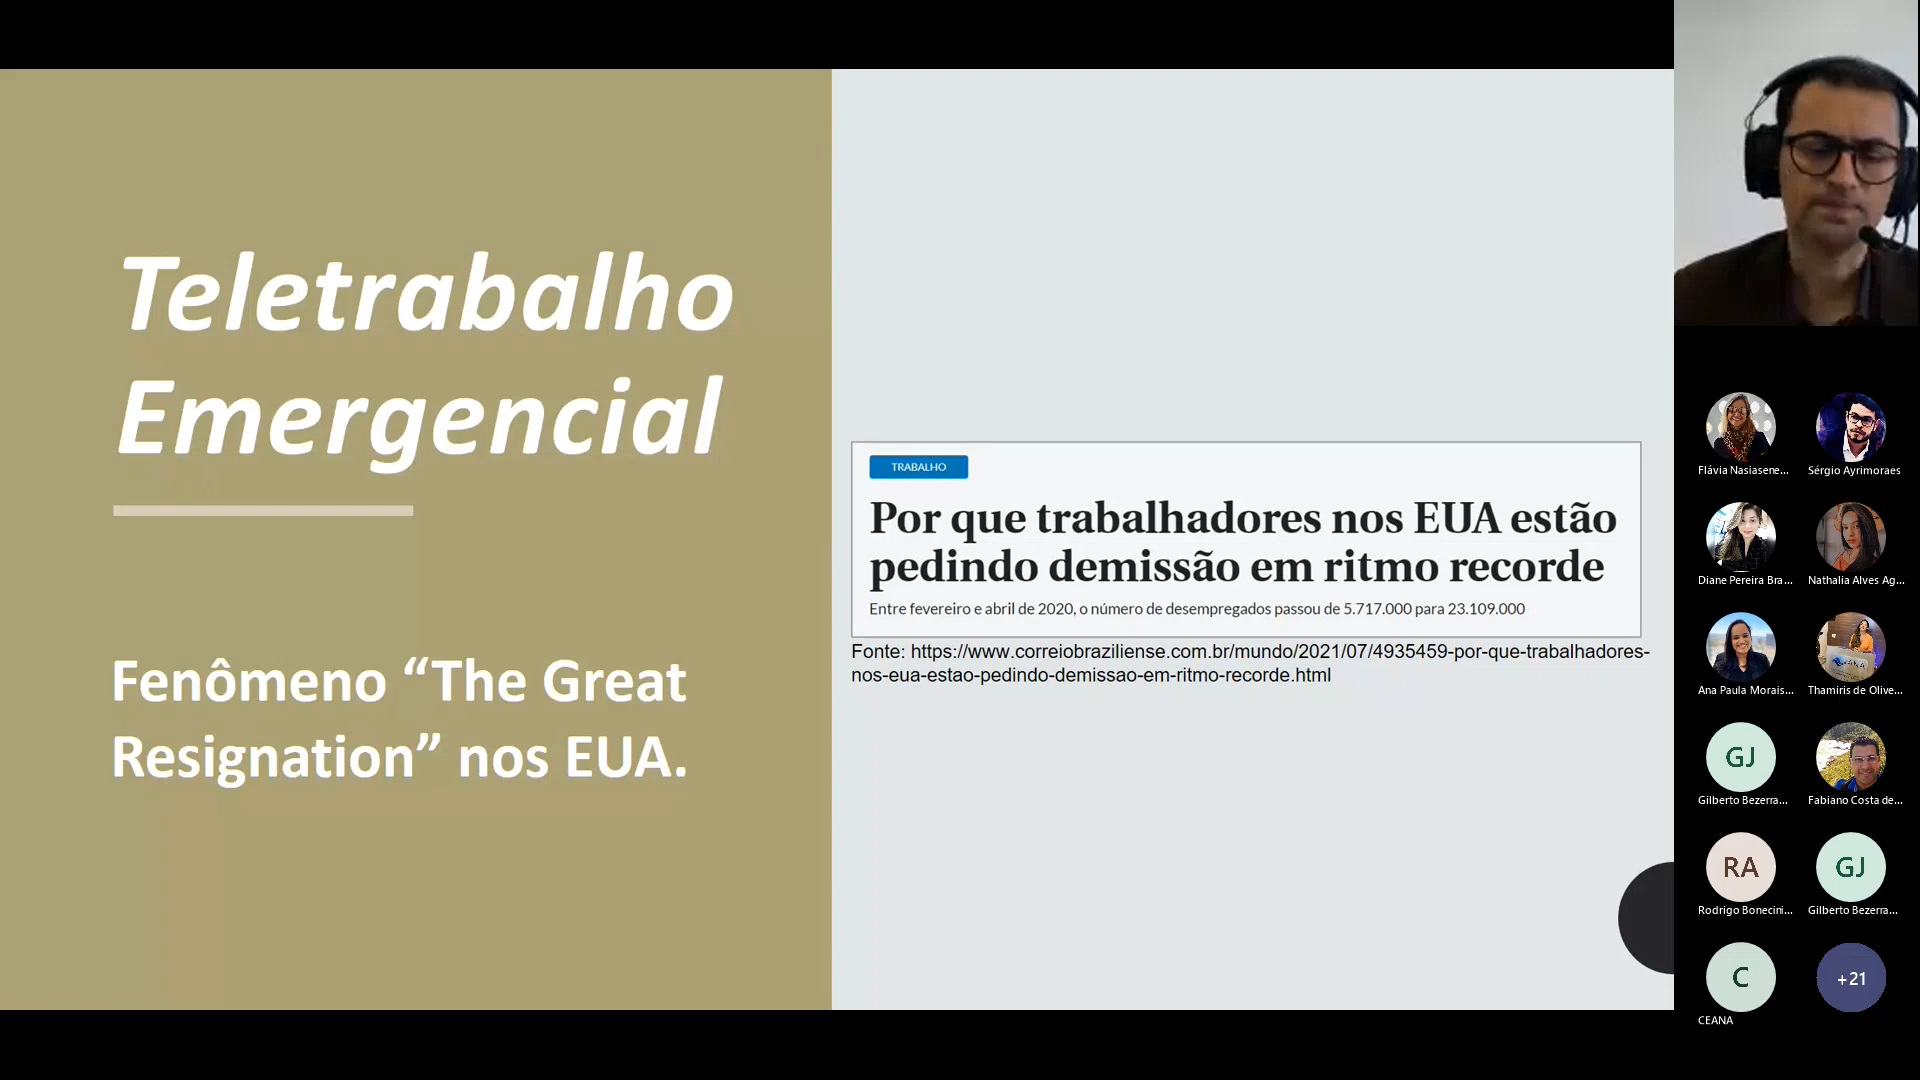 Teletrabalho
Emergencial
Fenômeno “The Great
Resignation” nos EUA.
TRABALHO
Por que trabalhadores nos EUA estão
pedindo demissão em ritmo recorde
Entre fevereiro e abril de 2020, o número de desempregados passou de 5.717.000 para 23.109.000
Fonte: https://www.correiobraziliense.com.br/mundo/2021/07/4935459-por-que-trabalhadores-
nos-eua-estao-pedindo-demissao-em-ritmo-recorde.html
Flávia Nasiasene...
Sérgio Ayrimoraes
Diane Pereira Bra...
Nathalia Alves Ag...
Ana Paula Morais...
Thamiris de Olive...
GJ
Gilberto Bezerra...
Fabiano Costa de...
RA
Rodrigo Bonecini...
GJ
Gilberto Bezerra...
C
CEANA
+21